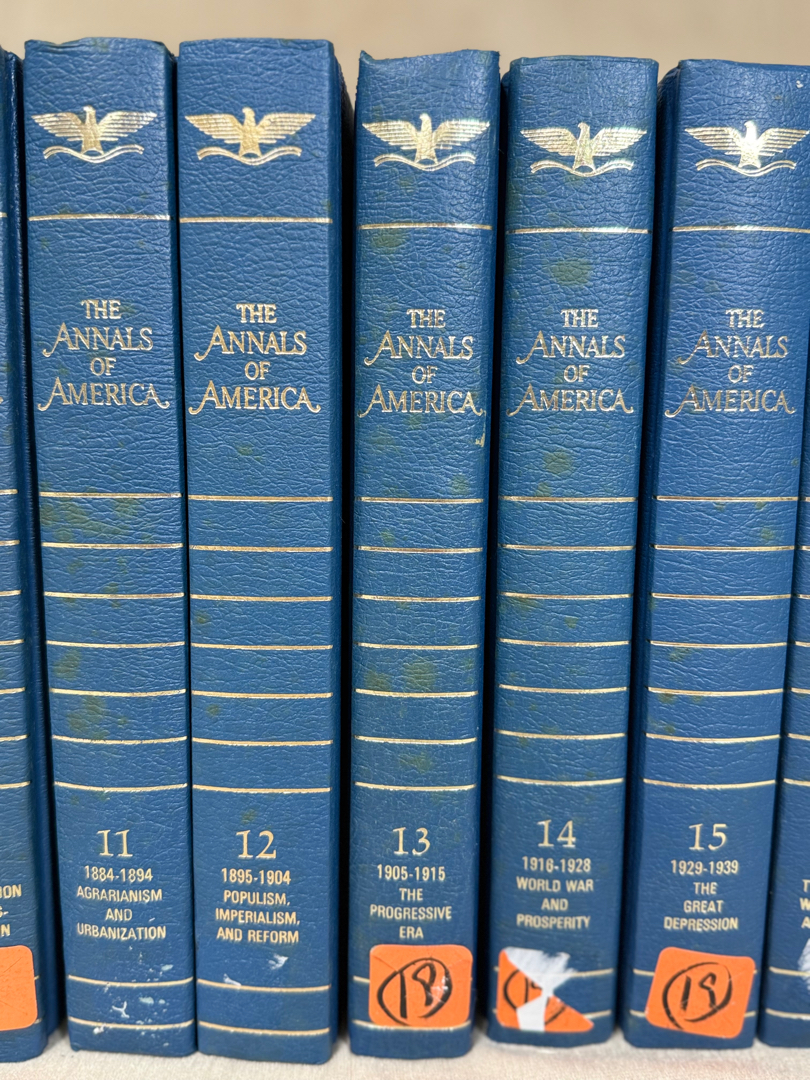 THE
ANNALS
OF
AMERICA
11
1884-1894
AGRARIANISM
AND
URBANIZATION
THE
ANNALS
OF
AMERICA
12
1895-1904
POPULISM,
IMPERIALISM,
AND REFORM
THE
ANNALS
OF
AMERICA
13
1905-1915
THE
PROGRESSIVE
ERA
19
THE
ANNALS
OF
AMERICA
14
1916-1928
WORLD WAR
AND
PROSPERITY
THE
ANNALS
OF
AMERICA
15
1929-1939
THE
GREAT
DEPRESSION
19